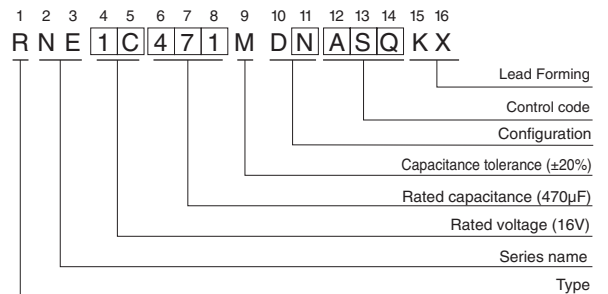 1 2 3 4 5 6 7 8 9 10 11 12 13 14 15 16
R N E 1 C 4 7 1 M D N A S Q K X
Lead Forming
Control code
Configuration
Capacitance tolerance (±20%)
Rated capacitance (470µF)
Rated voltage (16V)
Series name
Type